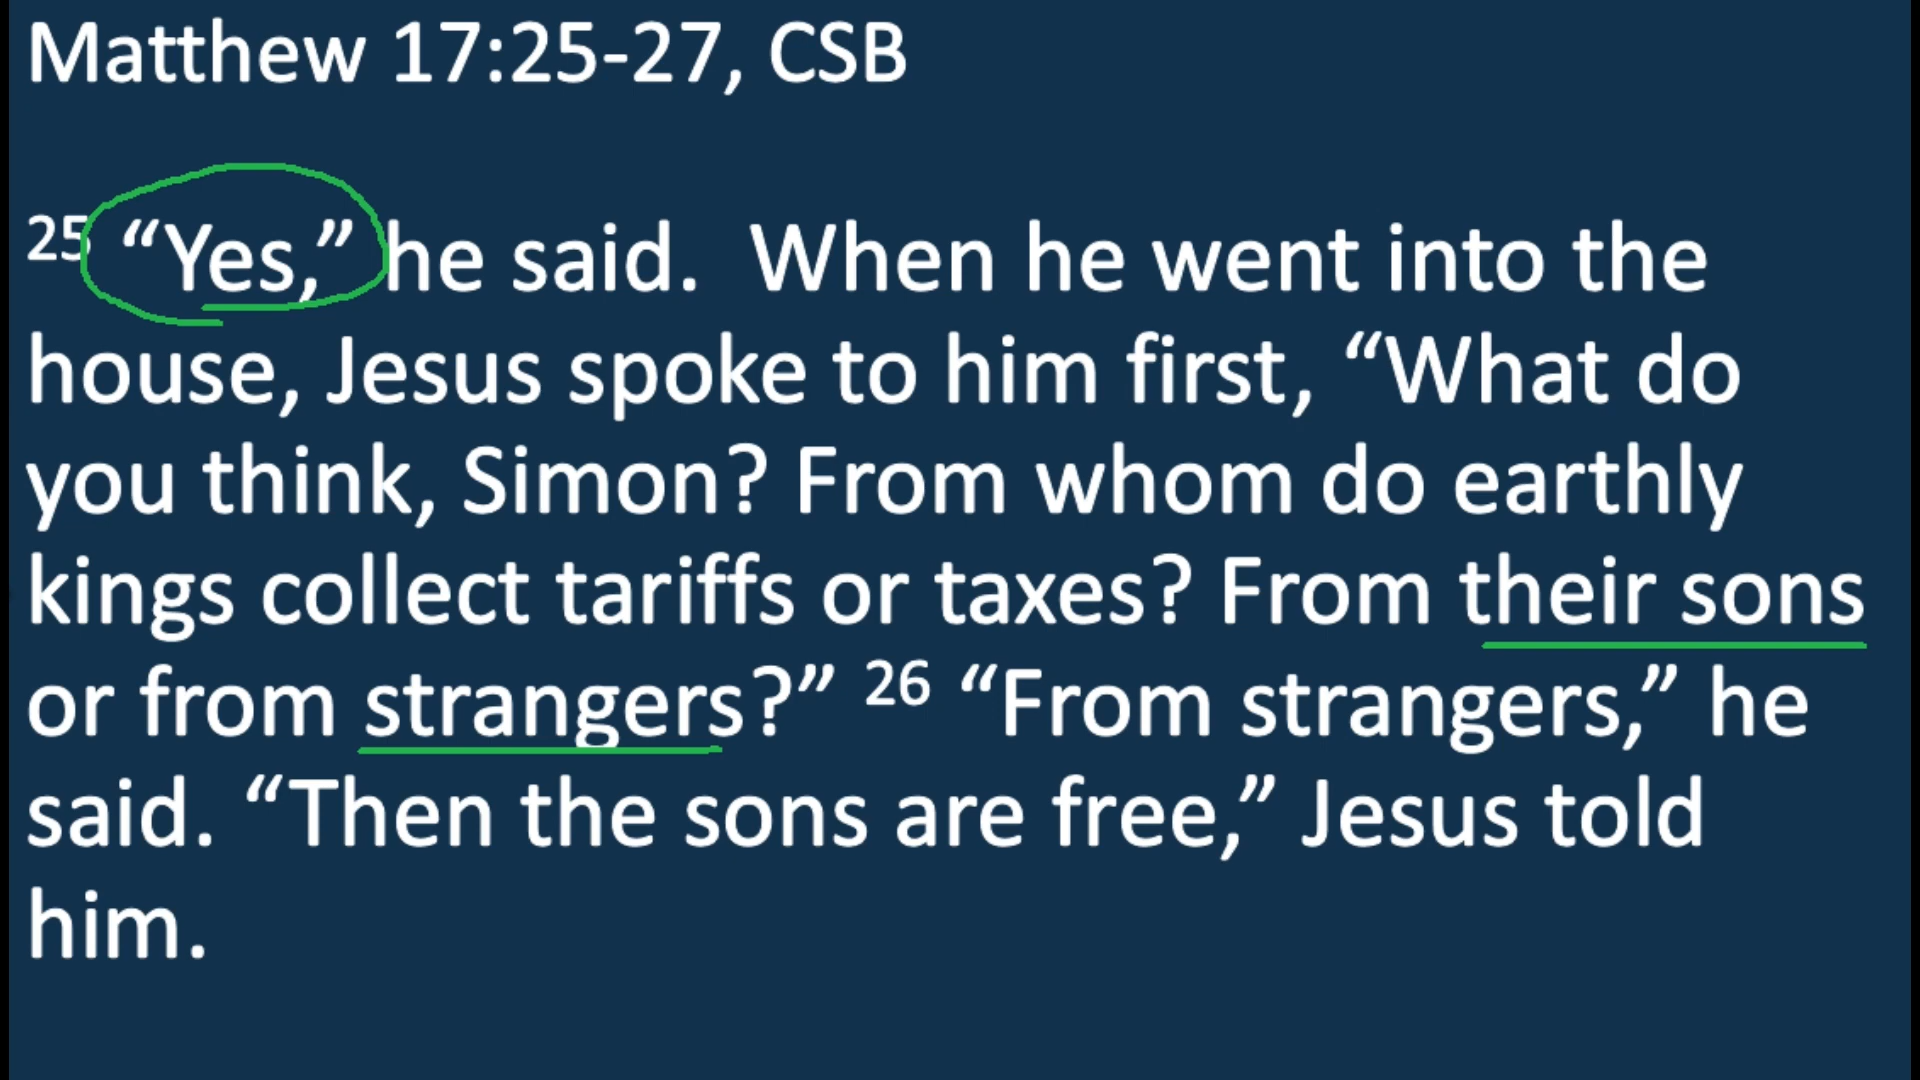 Matthew 17:25-27, CSB
25 “Yes,” he said.  When he went into the
house, Jesus spoke to him first, “What do
you think, Simon? From whom do earthly
kings collect tariffs or taxes? From their sons
or from strangers?” 26 “From strangers,” he
said. “Then the sons are free,” Jesus told
him.